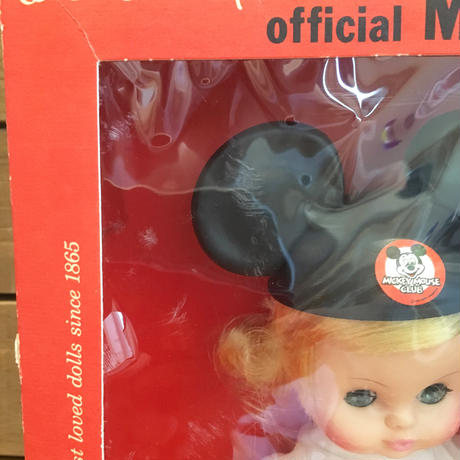 official M
MICKEY MOUSE
CLUB
st loved dolls since 1865